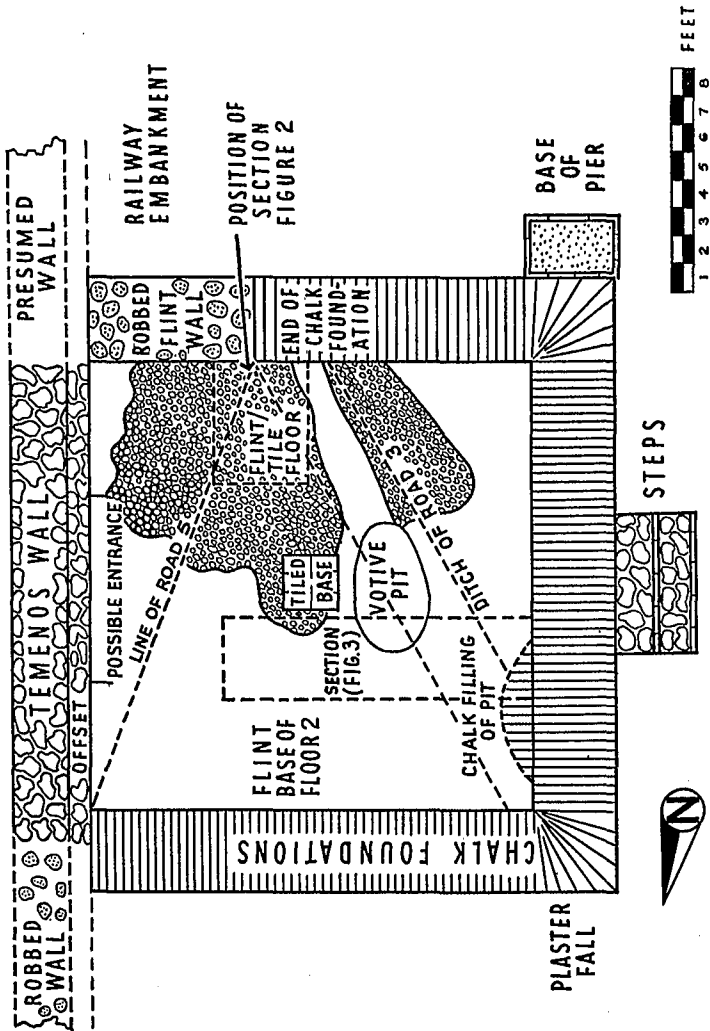 ROBBED
WALL
TEMENOS WALL
PRESUMED
WALL
OFFSET
POSSIBLE ENTRANCE
LINE OF ROAD 5
RAILWAY
EMBANKMENT
ROBBED
FLINT
WALL
POSITION OF
SECTION
FIGURE 2
FLINT/
TILE
FLOOR
END OF
CHALK
FOUND-
ATION
FLINT
BASE OF
FLOOR 2
TILED
BASE
SECTION
(FIG.3)
VOTIVE
PIT
DITCH OF ROAD 3
CHALK FILLING
OF PIT
CHALK FOUNDATIONS
BASE
OF
PIER
PLASTER
FALL
STEPS
N
1 2 3 4 5 6 7 8
FEET